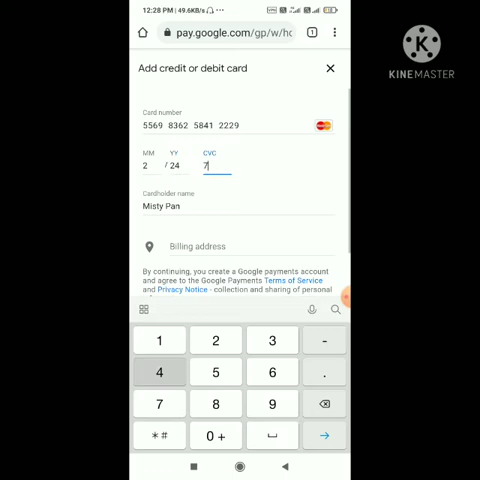 12:28 PM | 49.6KB/s
pay.google.com/gp/w/hc
1
K
KINEMASTER
Add credit or debit card
Card number
5569 8362 5841 2229
MM YY CVC
2 / 24 7
Cardholder name
Misty Pan
Billing address
By continuing, you create a Google payments account
and agree to the Google Payments Terms of Service
and Privacy Notice - collection and sharing of personal
1 2 3 -
4 5 6 .
7 8 9
*# 0 +